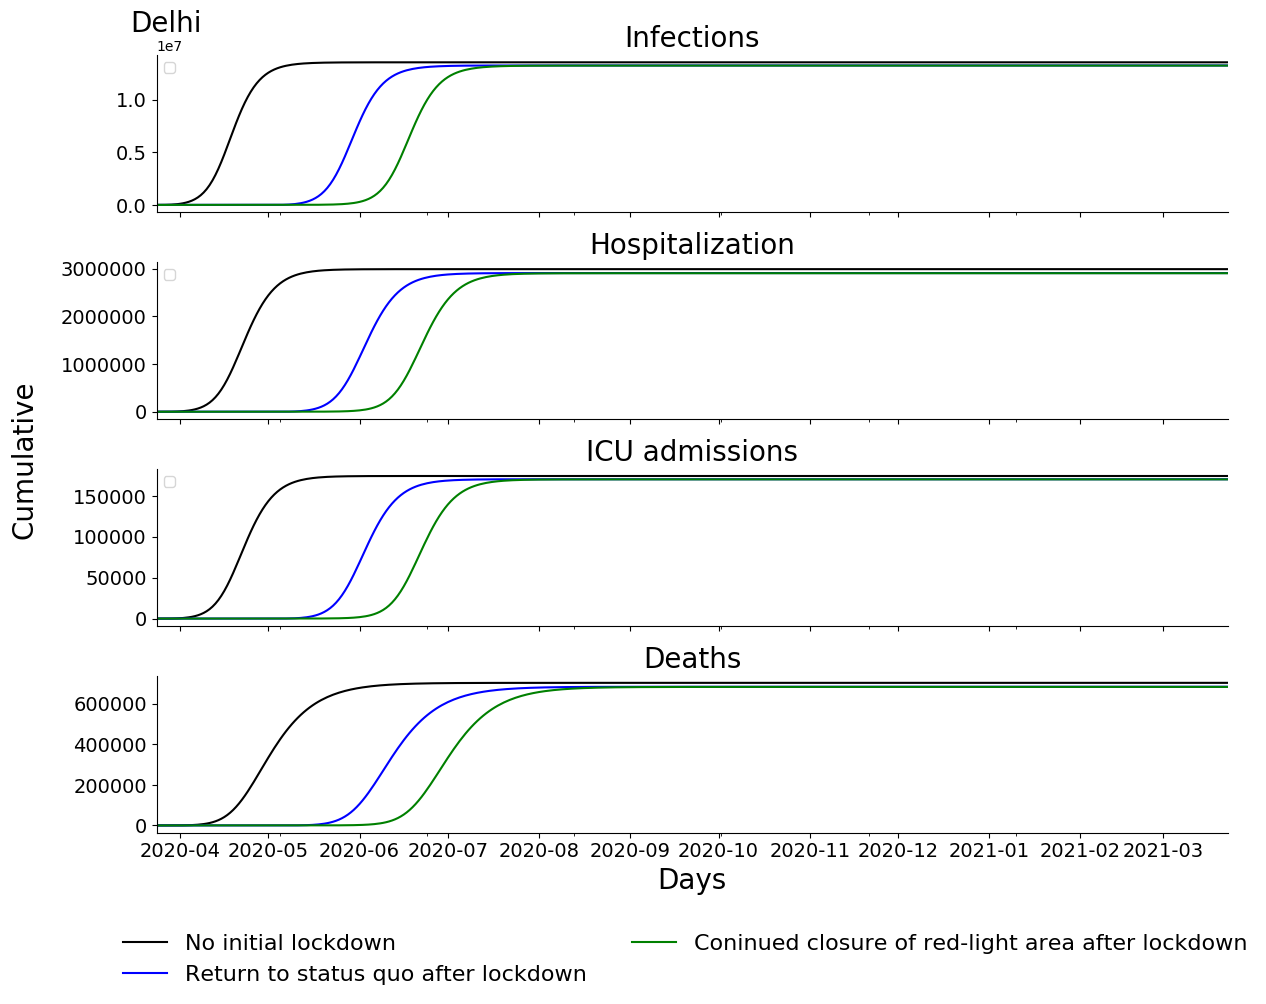 Delhi
Infections
1e7
1.0
0.5
0.0
Hospitalization
3000000
2000000
1000000
0
ICU admissions
150000
100000
50000
0
Deaths
600000
400000
200000
0
Cumulative
2020-04 2020-05 2020-06 2020-07 2020-08 2020-09 2020-10 2020-11 2020-12 2021-01 2021-02 2021-03
Days
No initial lockdown
Return to status quo after lockdown
Coninued closure of red-light area after lockdown